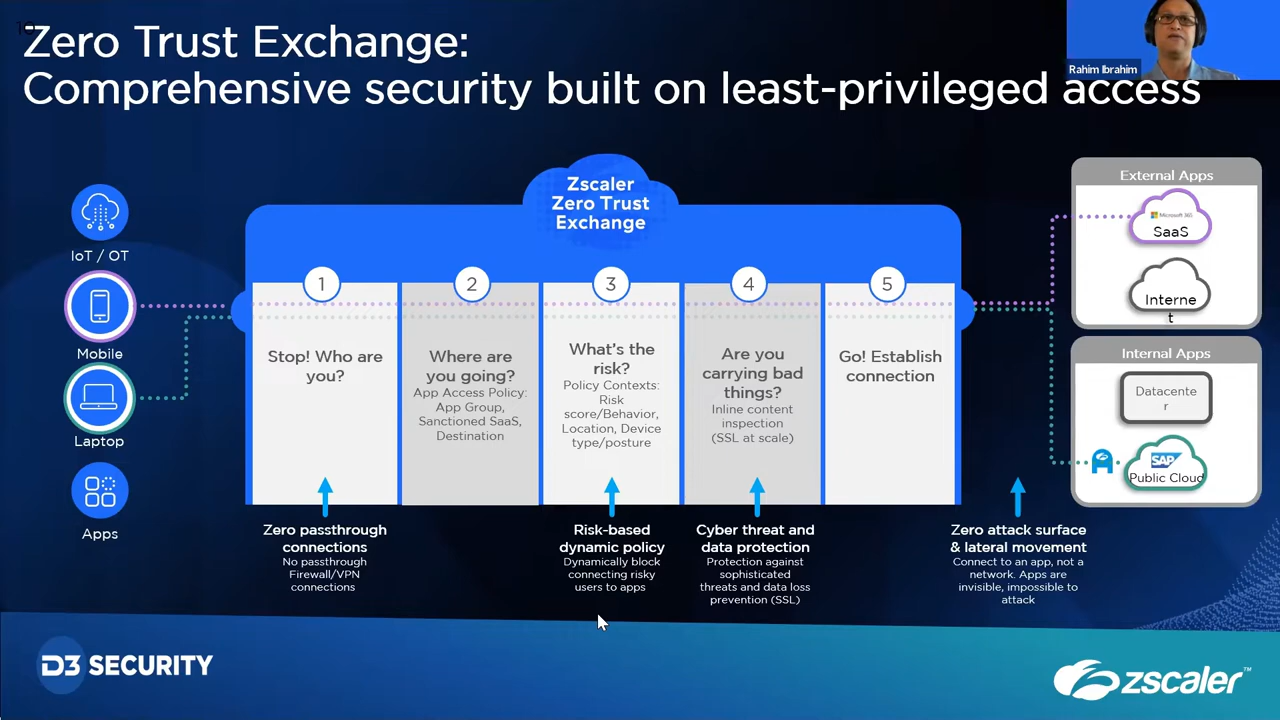 Zero Trust Exchange:
Comprehensive security built on least-privileged access
Rahim Ibrahim
Zscaler
Zero Trust
Exchange
IoT / OT
Mobile
Laptop
Apps
1
Stop! Who are
you?
2
Where are
you going?
App Access Policy:
App Group,
Sanctioned SaaS,
Destination
3
What's the
risk?
Policy Contexts:
Risk
score/Behavior,
Location, Device
type/posture
4
Are you
carrying bad
things?
Inline content
inspection
(SSL at scale)
5
Go! Establish
connection
External Apps
Microsoft 365
SaaS
Interne
t
Internal Apps
Datacente
r
SAP
Public Cloud
Zero passthrough
connections
No passthrough
Firewall/VPN
connections
Risk-based
dynamic policy
Dynamically block
connecting risky
users to apps
Cyber threat and
data protection
Protection against
sophisticated
threats and data loss
prevention (SSL)
Zero attack surface
& lateral movement
Connect to an app, not a
network. Apps are
invisible, impossible to
attack
D3 SECURITY
zscaler™